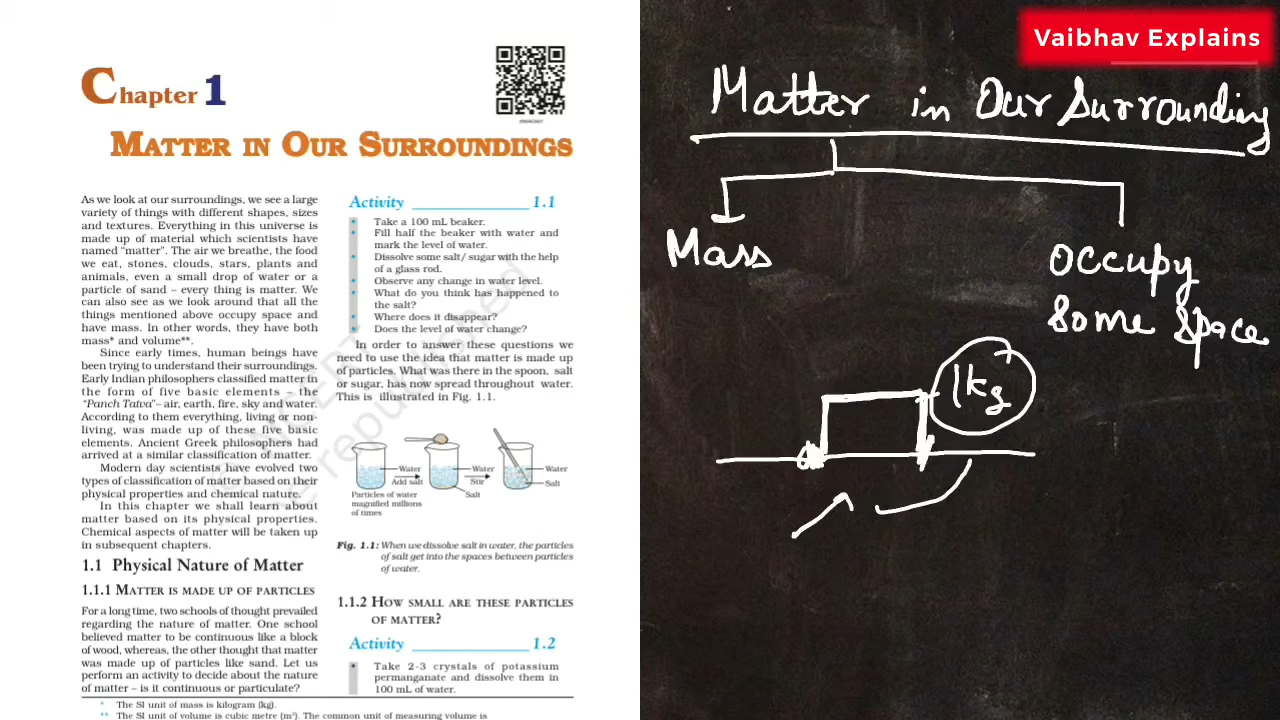 Chapter 1
MATTER IN OUR SURROUNDINGS
As we look at our surroundings, we see a large
variety of things with different shapes, sizes
and textures. Everything in this universe is
made up of material which scientists have
named "matter". The air we breathe, the food
we eat, stones, clouds, stars, plants and
animals, even a small drop of water or a
particle of sand – every thing is matter. We
can also see as we look around that all the
things mentioned above occupy space and
have mass. In other words, they have both
mass* and volume**.
Since early times, human beings have
been trying to understand their surroundings.
Early Indian philosophers classified matter in
the form of five basic elements – the
"Panch Tatva"– air, earth, fire, sky and water.
According to them everything, living or non-
living, was made up of these five basic
elements. Ancient Greek philosophers had
arrived at a similar classification of matter.
Modern day scientists have evolved two
types of classification of matter based on their
physical properties and chemical nature.
In this chapter we shall learn about
matter based on its physical properties.
Chemical aspects of matter will be taken up
in subsequent chapters.
1.1 Physical Nature of Matter
1.1.1 MATTER IS MADE UP OF PARTICLES
For a long time, two schools of thought prevailed
regarding the nature of matter. One school
believed matter to be continuous like a block
of wood, whereas, the other thought that matter
was made up of particles like sand. Let us
perform an activity to decide about the nature
of matter – is it continuous or particulate?
Activity ______________ 1.1
• Take a 100 mL beaker.
• Fill half the beaker with water and
mark the level of water.
• Dissolve some salt/ sugar with the help
of a glass rod.
• Observe any change in water level.
• What do you think has happened to
the salt?
• Where does it disappear?
• Does the level of water change?
In order to answer these questions we
need to use the idea that matter is made up
of particles. What was there in the spoon, salt
or sugar, has now spread throughout water.
This is illustrated in Fig. 1.1.
Water
Add salt
Water
Stir
Water
Salt
Salt
Particles of water
magnified millions
of times
Fig. 1.1: When we dissolve salt in water, the particles
of salt get into the spaces between particles
of water.
1.1.2 HOW SMALL ARE THESE PARTICLES
OF MATTER?
Activity ______________ 1.2
• Take 2-3 crystals of potassium
permanganate and dissolve them in
100 mL of water.
* The SI unit of mass is kilogram (kg).
** The SI unit of volume is cubic metre (m³). The common unit of measuring volume is
republished
Vaibhav Explains
Matter in Our Surrounding
Mass
Occupy
Some Space
1kg